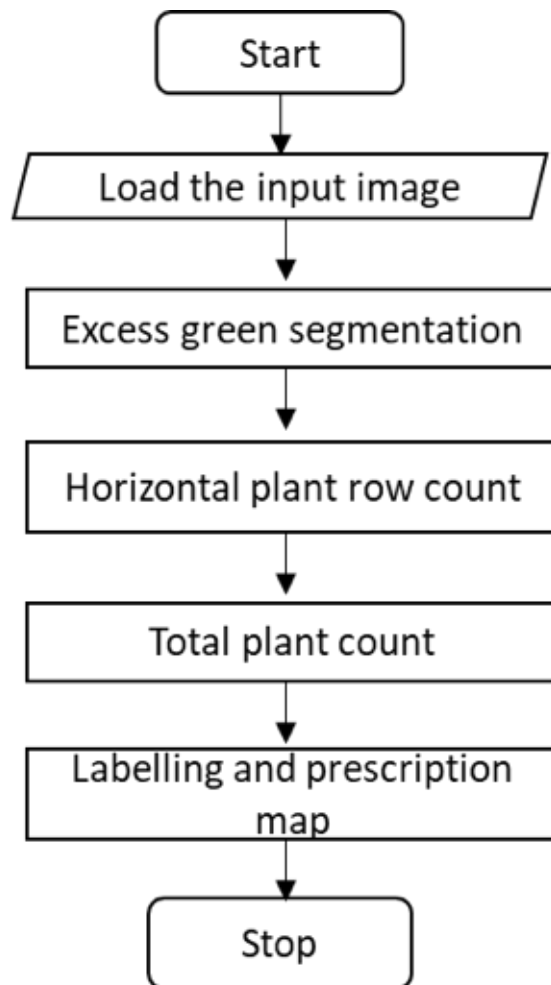 Start
Load the input image
Excess green segmentation
Horizontal plant row count
Total plant count
Labelling and prescription
map
Stop